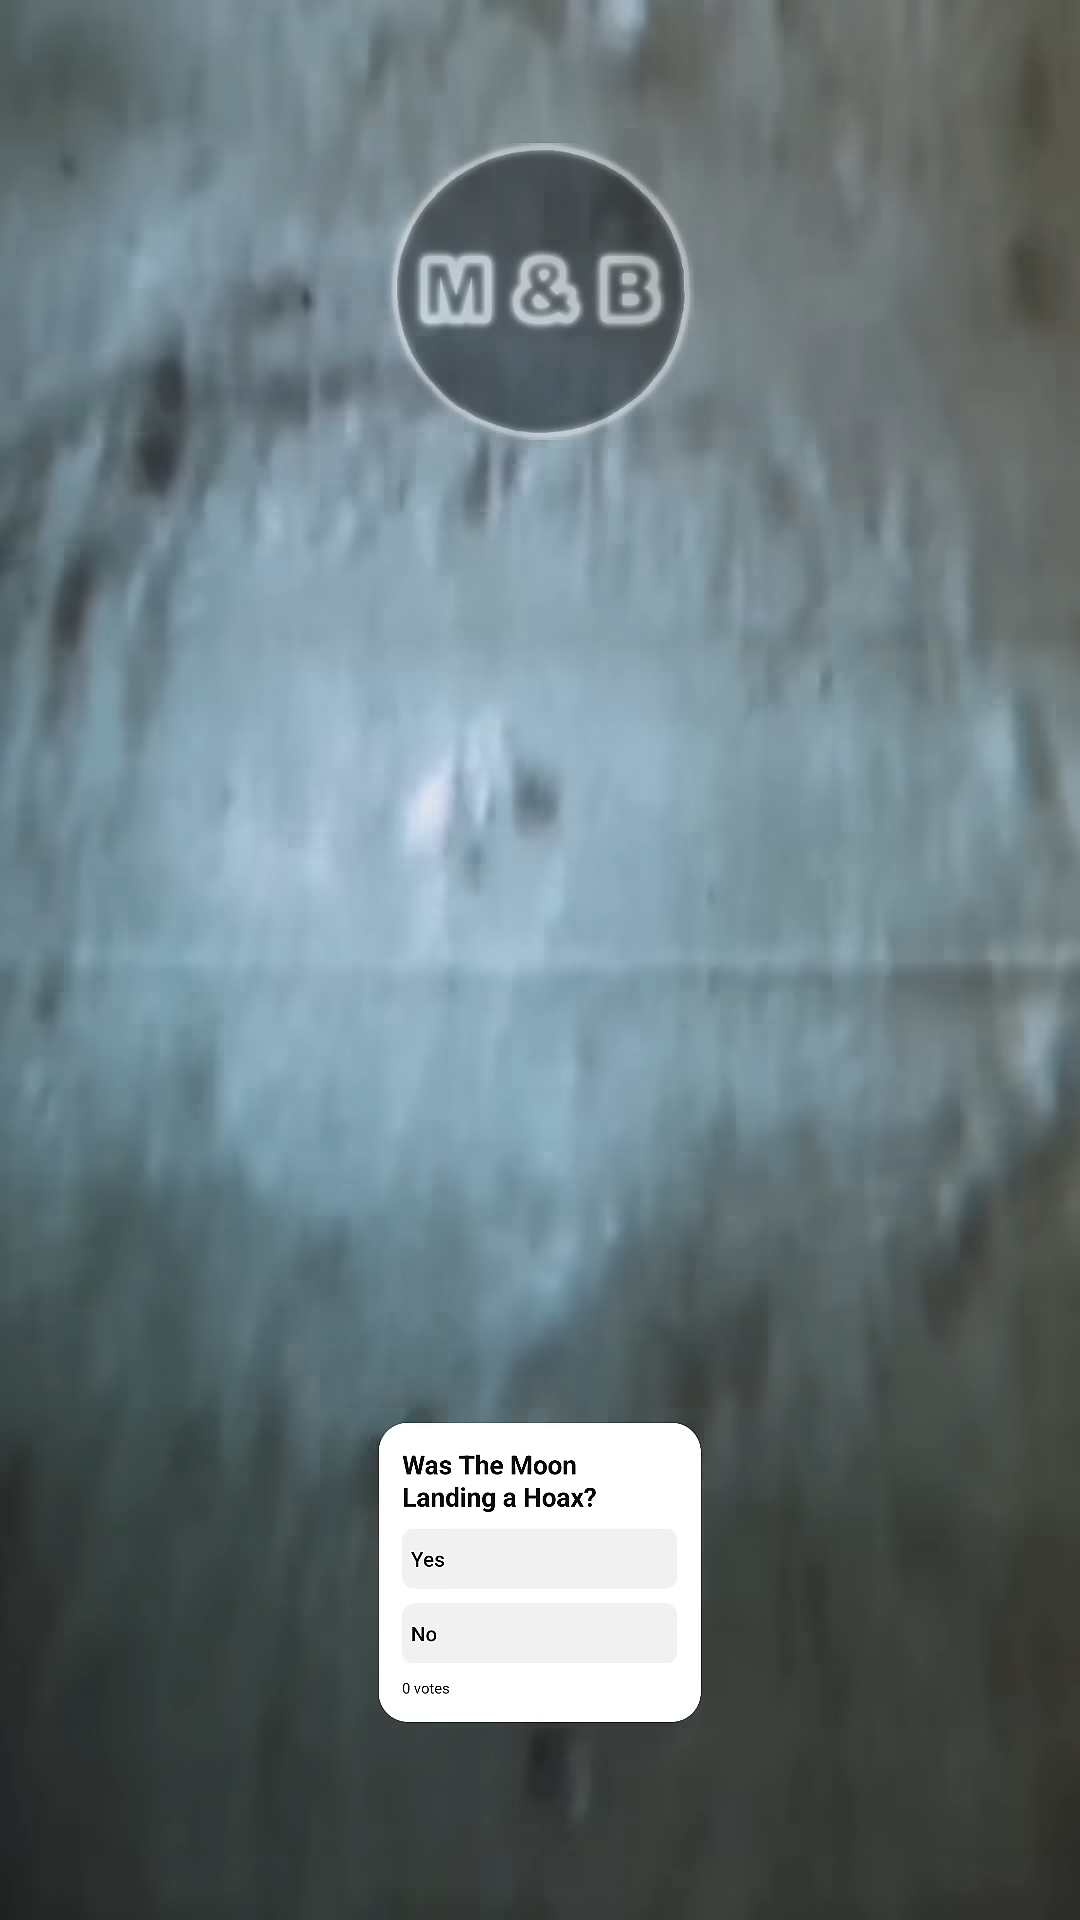 M & B
Was The Moon
Landing a Hoax?
Yes
No
0 votes